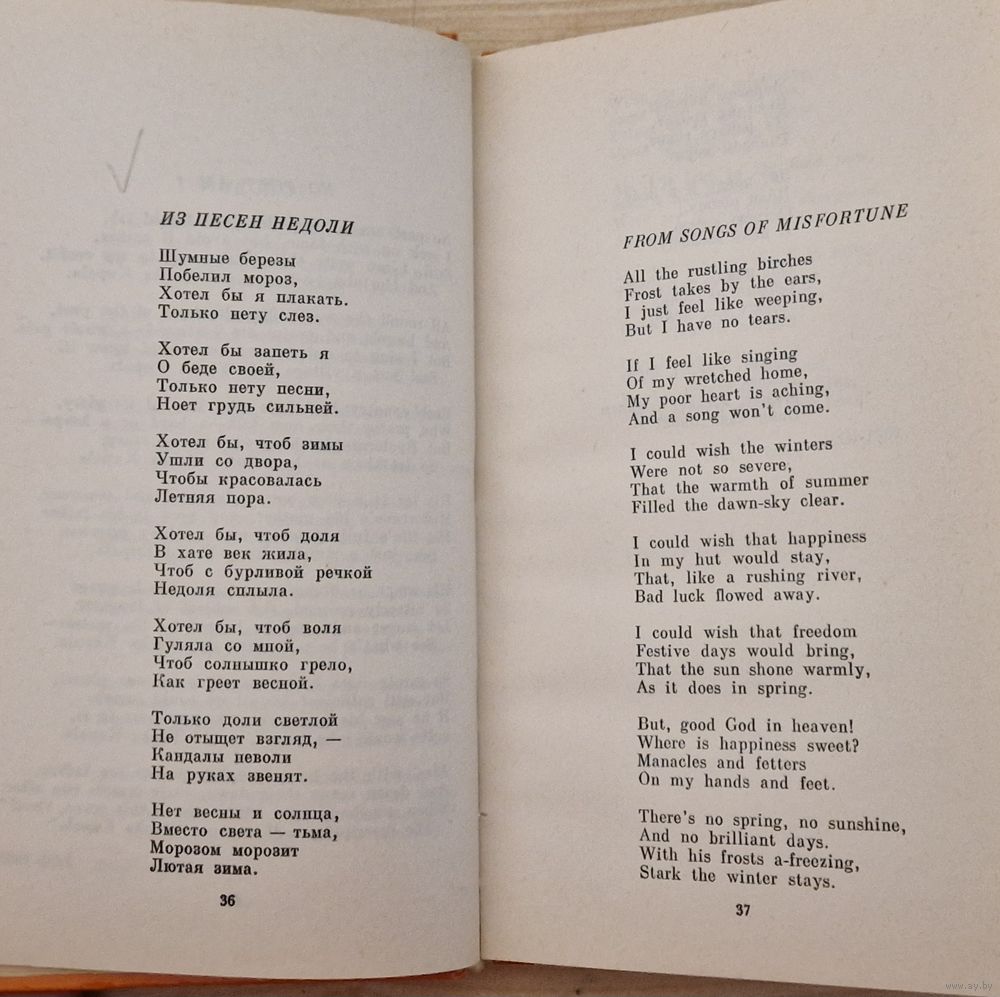 ИЗ ПЕСЕН НЕДОЛИ
Шумные березы
Побелил мороз,
Хотел бы я плакать.
Только нету слез.
Хотел бы запеть я
О беде своей,
Только нету песни,
Ноет грудь сильней.
Хотел бы, чтоб зимы
Ушли со двора,
Чтобы красовалась
Летняя пора.
Хотел бы, чтоб доля
В хате век жила,
Чтоб с бурливой речкой
Недоля сплыла.
Хотел бы, чтоб воля
Гуляла со мной,
Чтоб солнышко грело,
Как греет весной.
Только доли светлой
Не отыщет взгляд, —
Кандалы неволи
На руках звенят.
Нет весны и солнца,
Вместо света — тьма,
Морозом морозит
Лютая зима.
36
FROM SONGS OF MISFORTUNE
All the rustling birches
Frost takes by the ears,
I just feel like weeping,
But I have no tears.
If I feel like singing
Of my wretched home,
My poor heart is aching,
And a song won't come.
I could wish the winters
Were not so severe,
That the warmth of summer
Filled the dawn-sky clear.
I could wish that happiness
In my hut would stay,
That, like a rushing river,
Bad luck flowed away.
I could wish that freedom
Festive days would bring,
That the sun shone warmly,
As it does in spring.
But, good God in heaven!
Where is happiness sweet?
Manacles and fetters
On my hands and feet.
There's no spring, no sunshine,
And no brilliant days.
With his frosts a-freezing,
Stark the winter stays.
37
www.ay.by